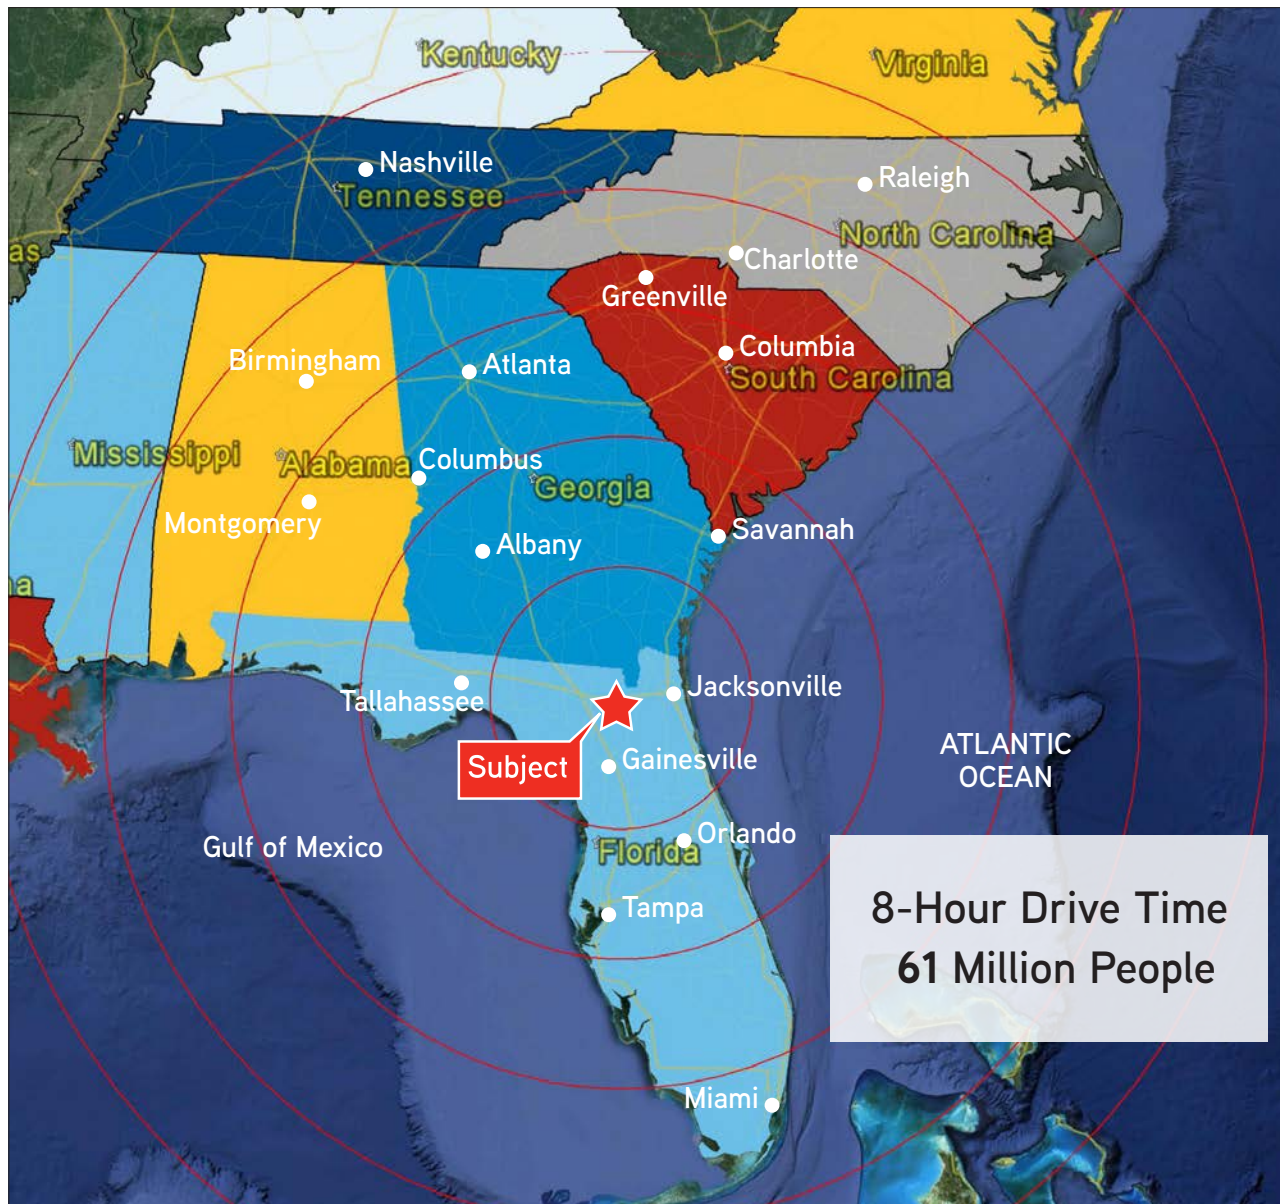 Kentucky
Virginia
Nashville
Tennessee
Raleigh
North Carolina
as
Charlotte
Greenville
Columbia
South Carolina
Birmingham
Atlanta
Mississippi
Alabama
Columbus
Georgia
Montgomery
Savannah
Albany
na
Tallahassee
Jacksonville
Subject
Gainesville
ATLANTIC
OCEAN
Orlando
Gulf of Mexico
Florida
Tampa
8-Hour Drive Time
61 Million People
Miami